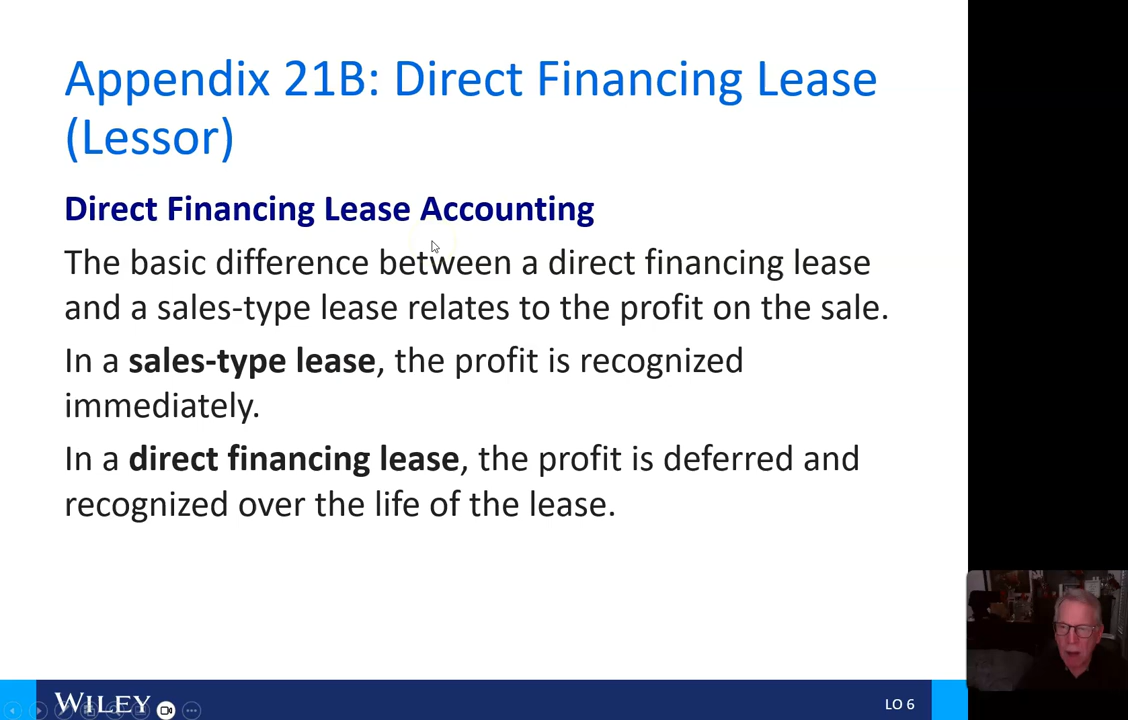 Appendix 21B: Direct Financing Lease
(Lessor)
Direct Financing Lease Accounting
The basic difference between a direct financing lease
and a sales-type lease relates to the profit on the sale.
In a sales-type lease, the profit is recognized
immediately.
In a direct financing lease, the profit is deferred and
recognized over the life of the lease.
WILEY
LO 6